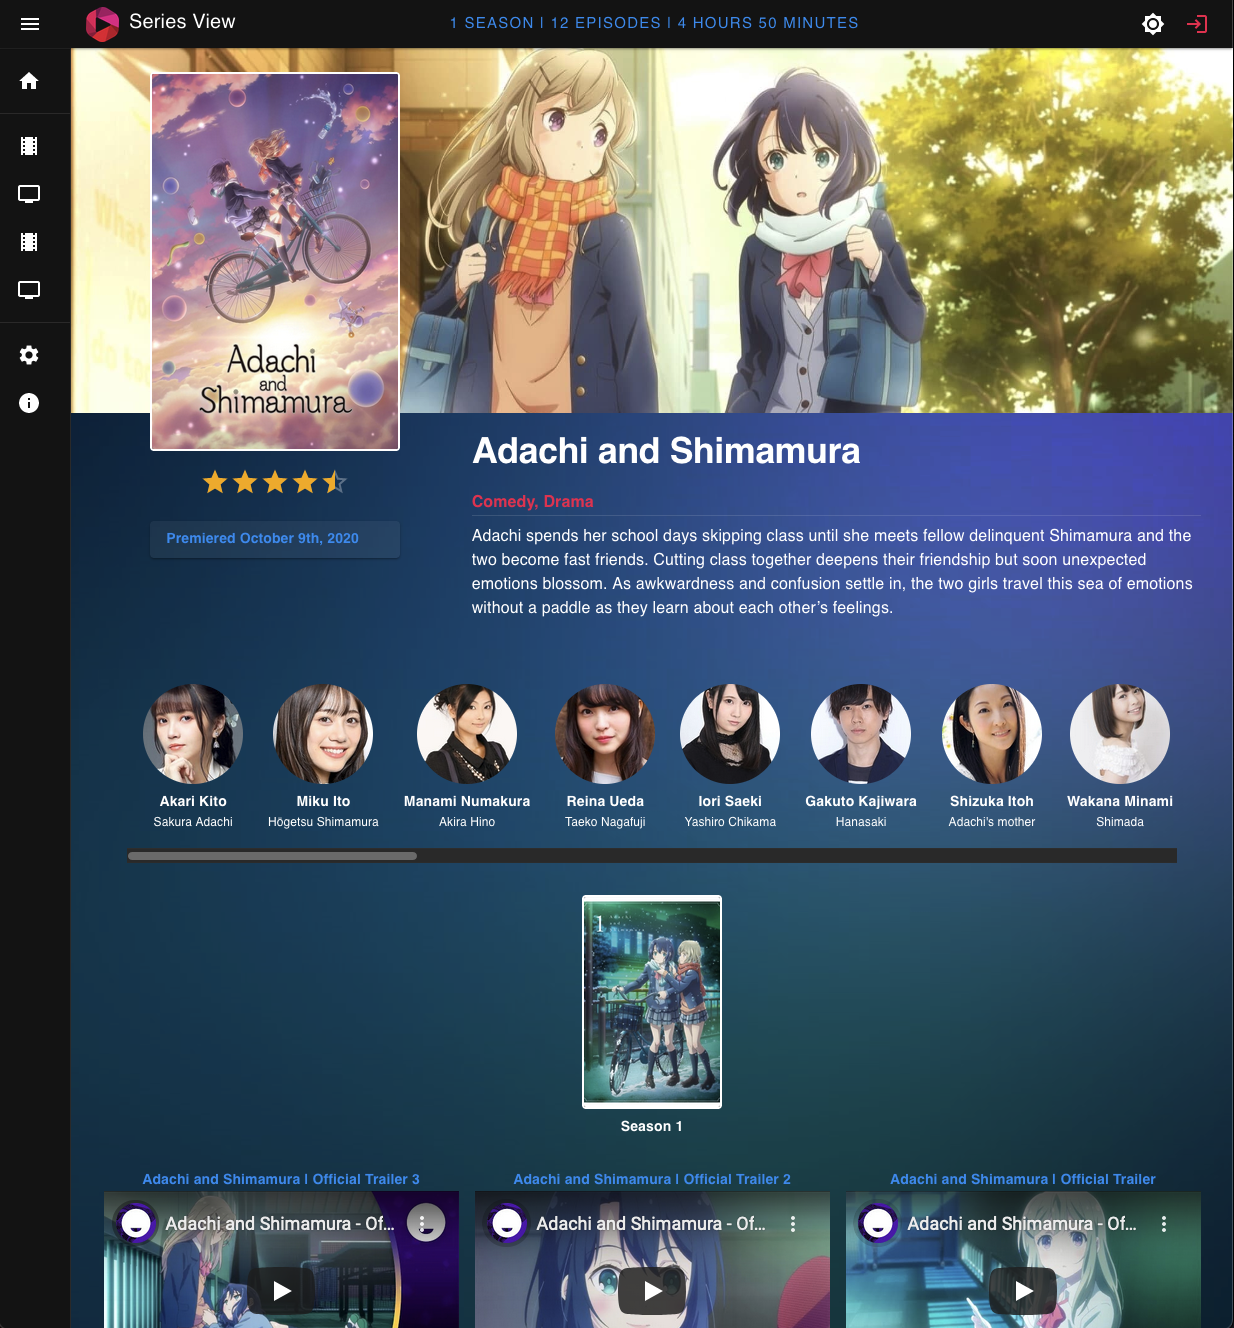 Series View
1 SEASON | 12 EPISODES | 4 HOURS 50 MINUTES
Adachi
and
Shimamura
Adachi and Shimamura
Comedy, Drama
Premiered October 9th, 2020
Adachi spends her school days skipping class until she meets fellow delinquent Shimamura and the
two become fast friends. Cutting class together deepens their friendship but soon unexpected
emotions blossom. As awkwardness and confusion settle in, the two girls travel this sea of emotions
without a paddle as they learn about each other’s feelings.
Akari Kito
Sakura Adachi
Miku Ito
Hōgetsu Shimamura
Manami Numakura
Akira Hino
Reina Ueda
Taeko Nagafuji
Iori Saeki
Yashiro Chikama
Gakuto Kajiwara
Hanasaki
Shizuka Itoh
Adachi's mother
Wakana Minami
Shimada
1
Season 1
Adachi and Shimamura | Official Trailer 3
Adachi and Shimamura - Of...
Adachi and Shimamura | Official Trailer 2
Adachi and Shimamura - Of...
Adachi and Shimamura | Official Trailer
Adachi and Shimamura - Of...